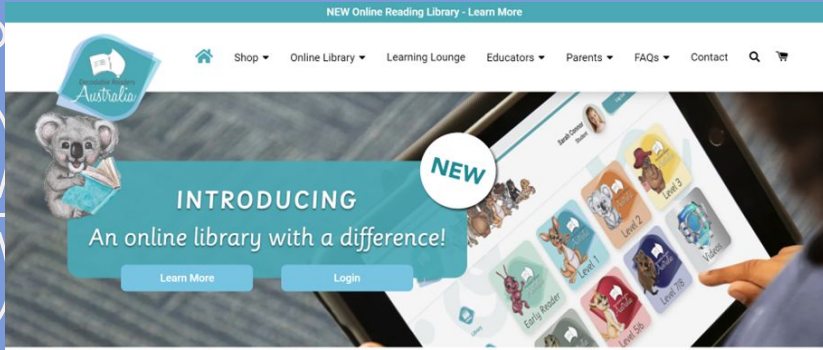 NEW Online Reading Library - Learn More
Decodable Readers
Australia
Shop
Online Library
Learning Lounge
Educators
Parents
FAQs
Contact
NEW
INTRODUCING
An online library with a difference!
Learn More
Login
Sarah Connor
Student
Early Reader
Level 1
Level 2
Level 3
Library
Level 5/6
Level 7/8
Videos